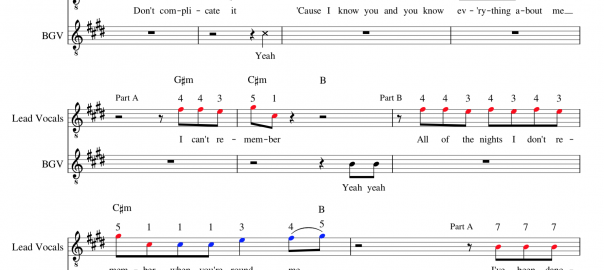 Don't com-pli - cate it 'Cause I know you and you know ev - 'ry-thing a-bout me
BGV
Yeah
G♯m C♯m B
Part A 4 4 3 5 1 Part B 4 4 3 4 3 4 3
Lead Vocals
I can't re - mem-ber All of the nights I don't re -
BGV
Yeah yeah
C♯m B
5 1 1 1 3 4 5 Part A 7 7 7
Lead Vocals
mem - ber when you're round me I've been done